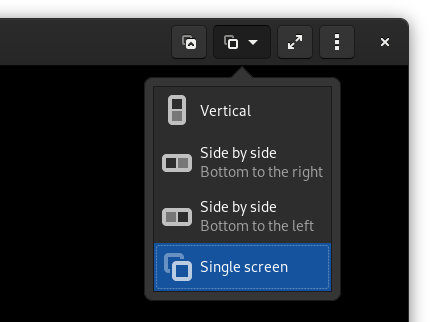 Vertical
Side by side
Bottom to the right
Side by side
Bottom to the left
Single screen